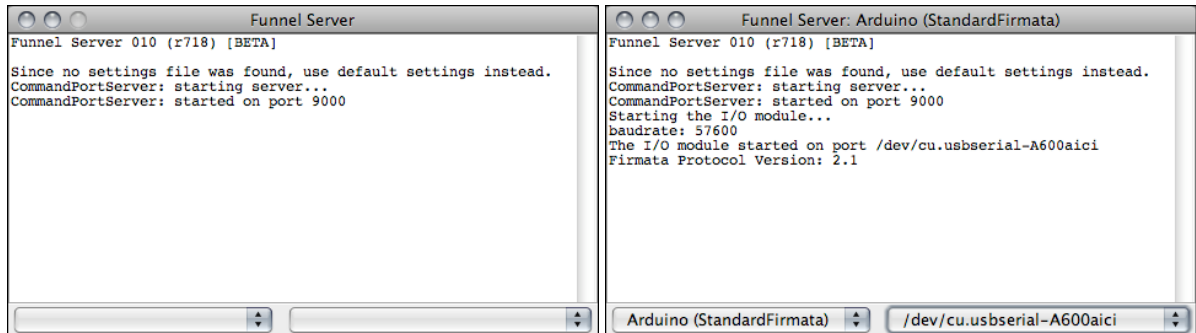 Funnel Server
Funnel Server 010 (r718) [BETA]
Since no settings file was found, use default settings instead.
CommandPortServer: starting server...
CommandPortServer: started on port 9000
Funnel Server: Arduino (StandardFirmata)
Funnel Server 010 (r718) [BETA]
Since no settings file was found, use default settings instead.
CommandPortServer: starting server...
CommandPortServer: started on port 9000
Starting the I/O module...
baudrate: 57600
The I/O module started on port /dev/cu.usbserial-A600aici
Firmata Protocol Version: 2.1
Arduino (StandardFirmata)
/dev/cu.usbserial-A600aici